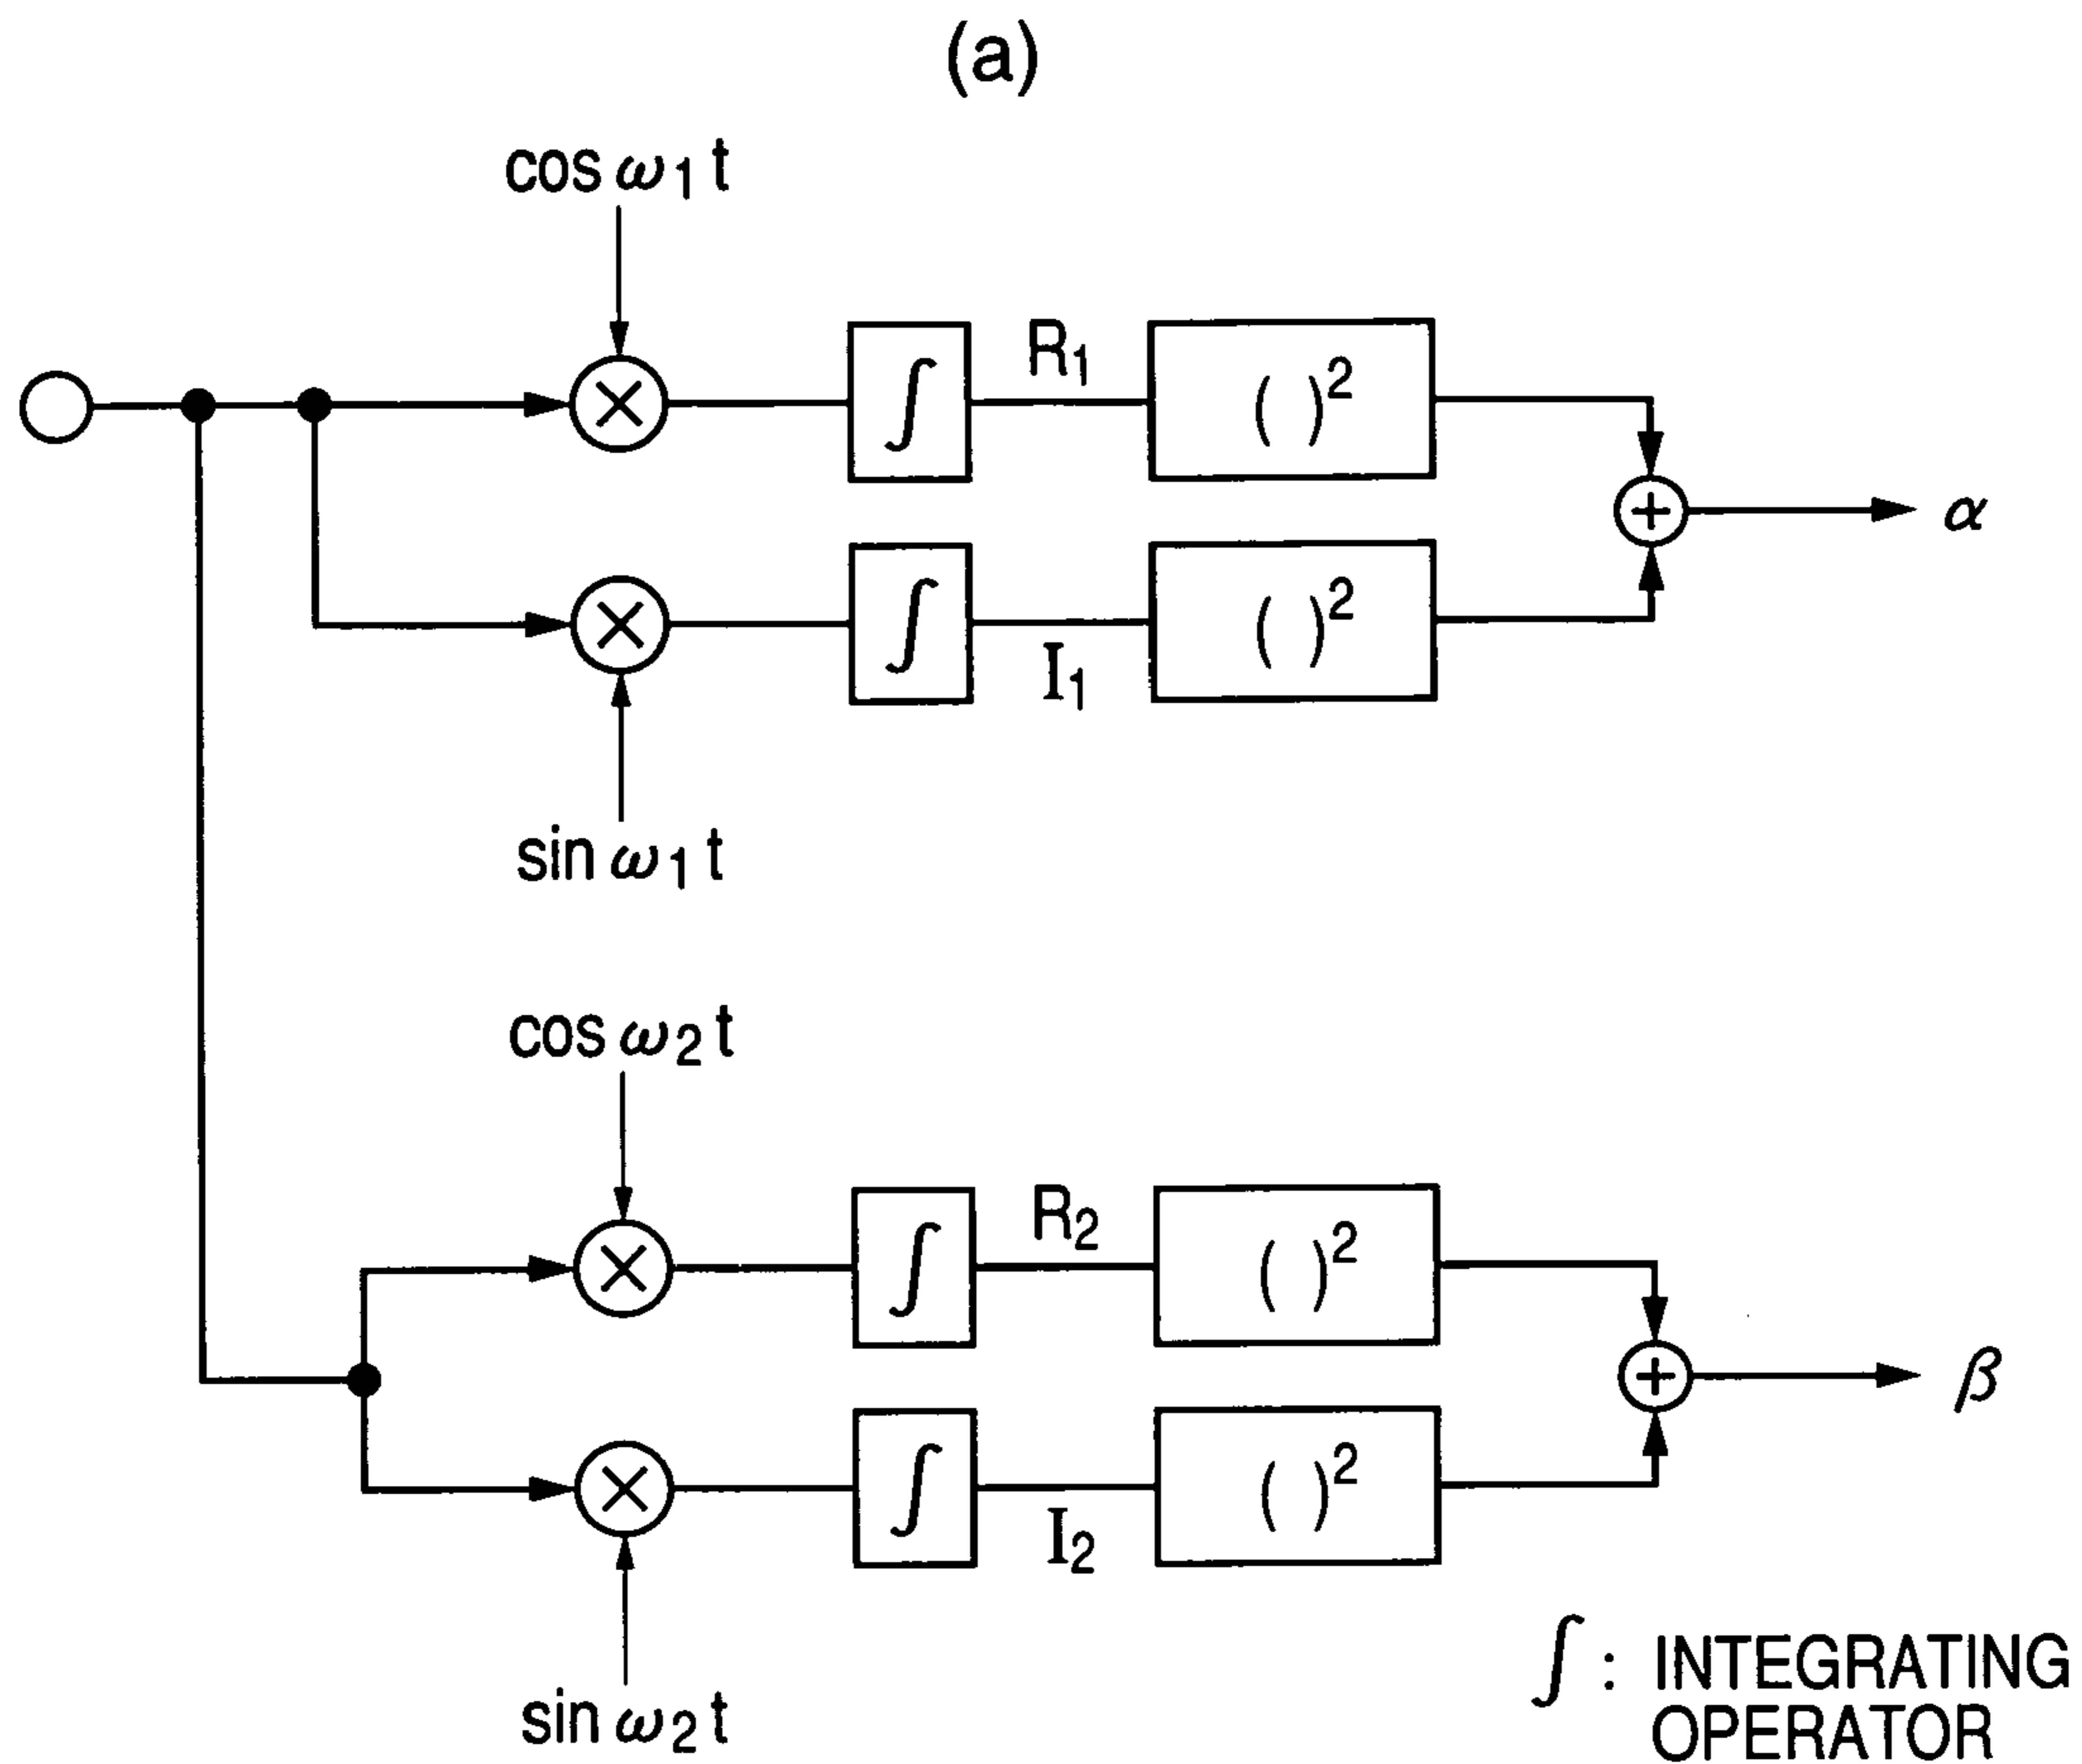 (a)
cos ω₁ t
∫
R₁
( )²
α
∫
I₁
( )²
sin ω₁ t
cos ω₂ t
∫
R₂
( )²
β
∫
I₂
( )²
sin ω₂ t
∫ : INTEGRATING
OPERATOR